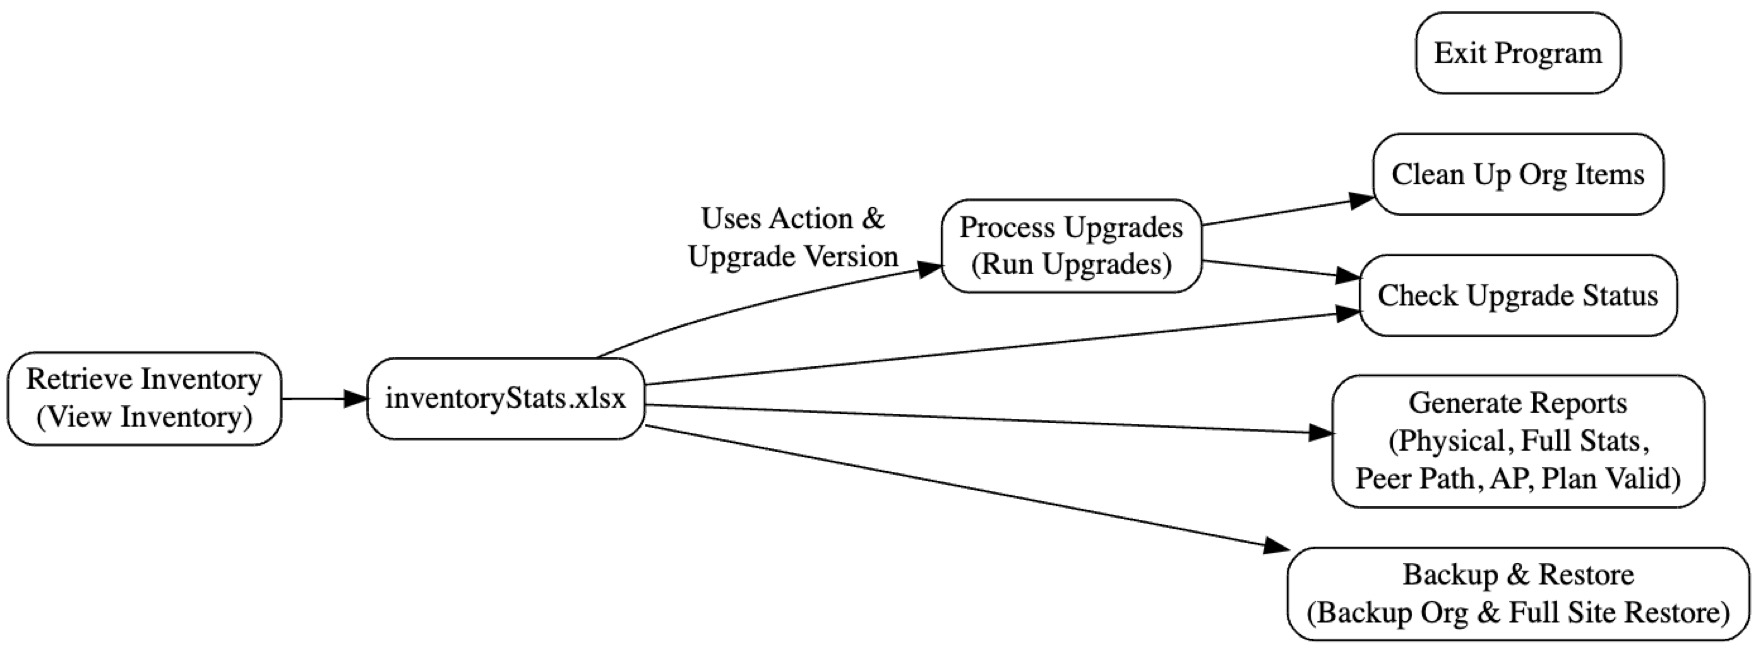 Exit Program
Clean Up Org Items
Uses Action &
Upgrade Version
Process Upgrades
(Run Upgrades)
Check Upgrade Status
Retrieve Inventory
(View Inventory)
inventoryStats.xlsx
Generate Reports
(Physical, Full Stats,
Peer Path, AP, Plan Valid)
Backup & Restore
(Backup Org & Full Site Restore)